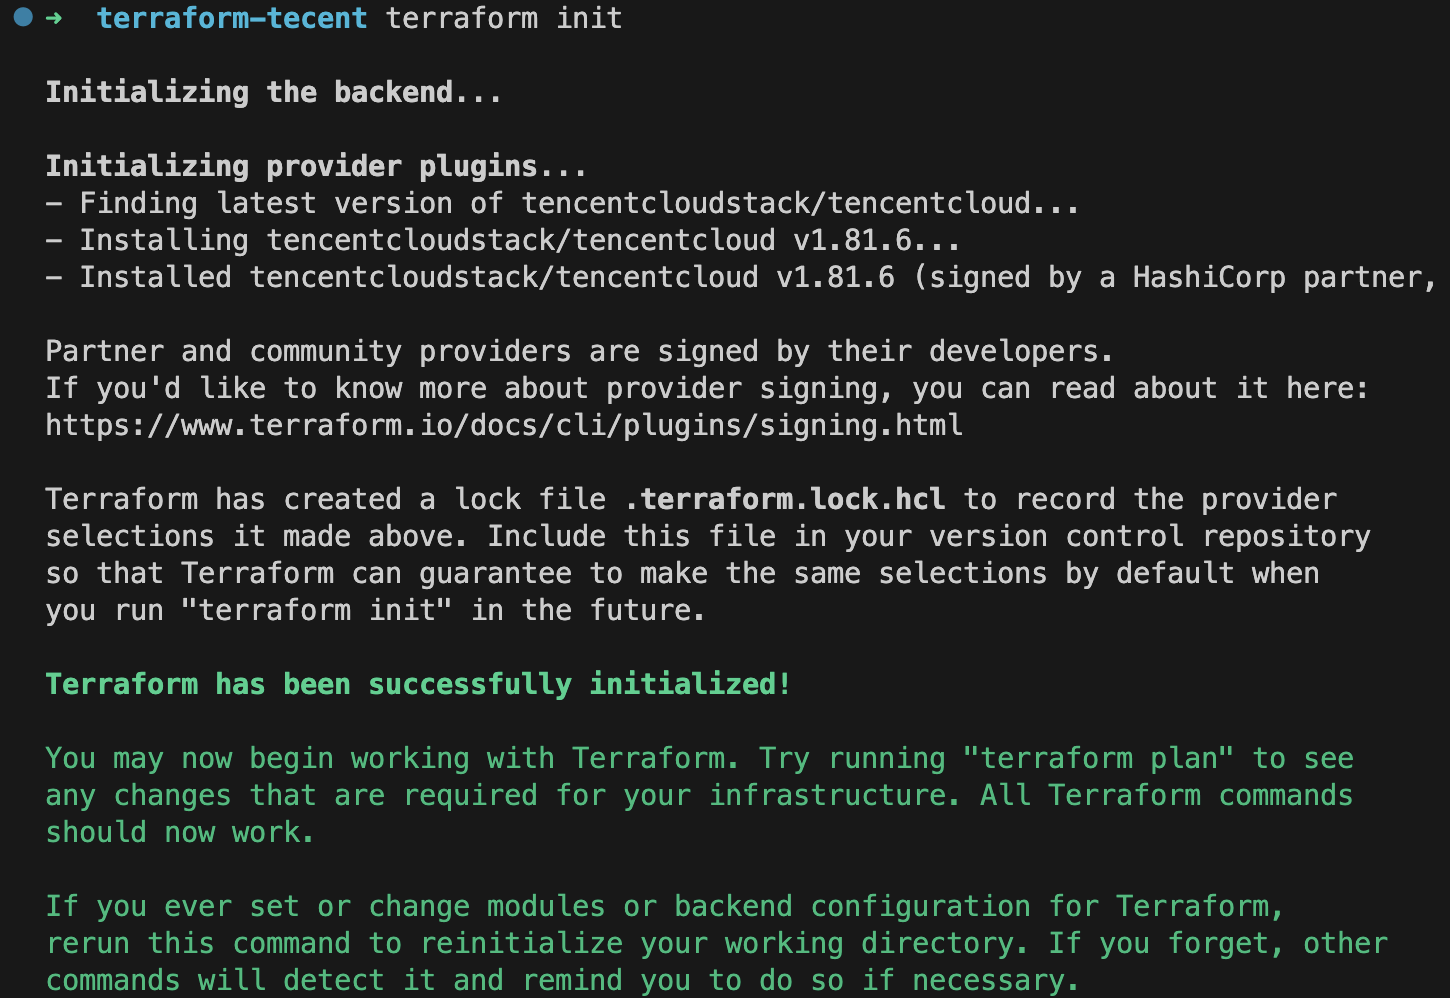 ➜  terraform-tecent terraform init
Initializing the backend...
Initializing provider plugins...
- Finding latest version of tencentcloudstack/tencentcloud...
- Installing tencentcloudstack/tencentcloud v1.81.6...
- Installed tencentcloudstack/tencentcloud v1.81.6 (signed by a HashiCorp partner,
Partner and community providers are signed by their developers.
If you'd like to know more about provider signing, you can read about it here:
https://www.terraform.io/docs/cli/plugins/signing.html
Terraform has created a lock file .terraform.lock.hcl to record the provider
selections it made above. Include this file in your version control repository
so that Terraform can guarantee to make the same selections by default when
you run "terraform init" in the future.
Terraform has been successfully initialized!
You may now begin working with Terraform. Try running "terraform plan" to see
any changes that are required for your infrastructure. All Terraform commands
should now work.
If you ever set or change modules or backend configuration for Terraform,
rerun this command to reinitialize your working directory. If you forget, other
commands will detect it and remind you to do so if necessary.